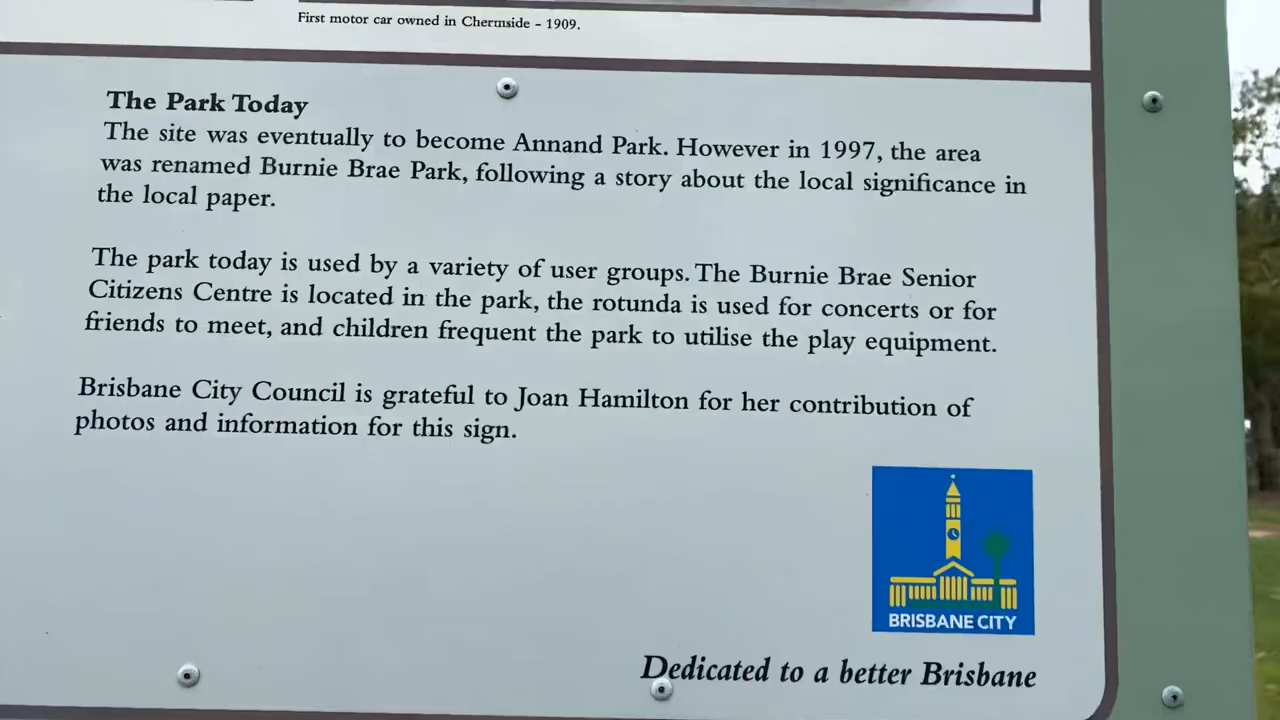 First motor car owned in Chermside - 1909.
The Park Today
The site was eventually to become Annand Park. However in 1997, the area
was renamed Burnie Brae Park, following a story about the local significance in
the local paper.
The park today is used by a variety of user groups. The Burnie Brae Senior
Citizens Centre is located in the park, the rotunda is used for concerts or for
friends to meet, and children frequent the park to utilise the play equipment.
Brisbane City Council is grateful to Joan Hamilton for her contribution of
photos and information for this sign.
BRISBANE CITY
Dedicated to a better Brisbane